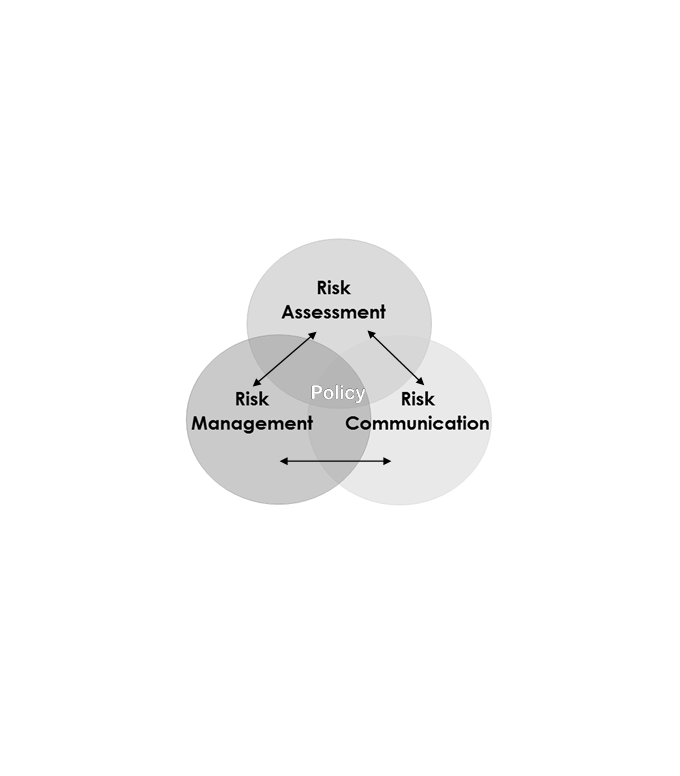 Risk
Assessment
Policy
Risk
Management
Risk
Communication